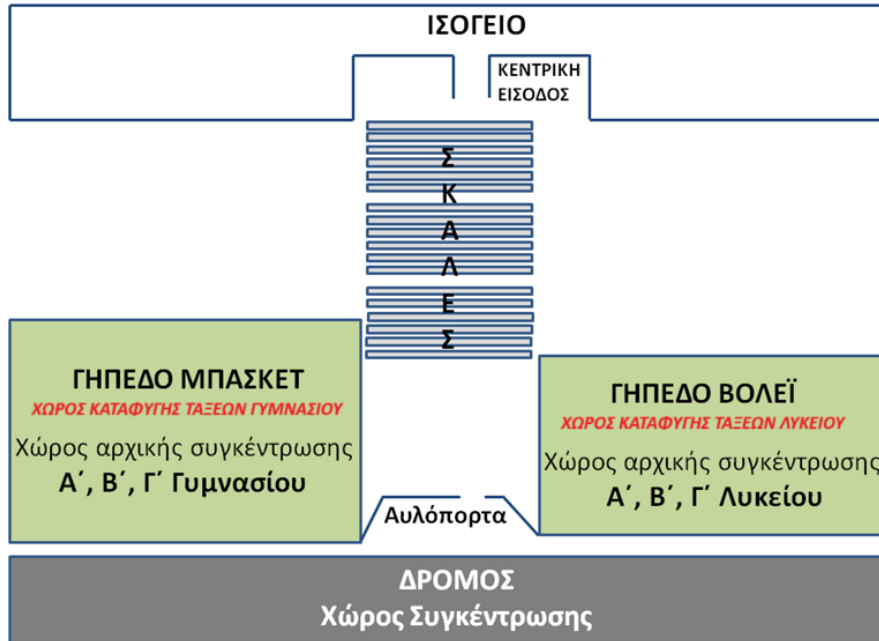 ΙΣΟΓΕΙΟ
ΚΕΝΤΡΙΚΗ
ΕΙΣΟΔΟΣ
ΣΚΑΛΕΣ
ΓΗΠΕΔΟ ΜΠΑΣΚΕΤ
ΧΩΡΟΣ ΚΑΤΑΦΥΓΗΣ ΤΑΞΕΩΝ ΓΥΜΝΑΣΙΟΥ
Χώρος αρχικής συγκέντρωσης
Α΄, Β΄, Γ΄ Γυμνασίου
ΓΗΠΕΔΟ ΒΟΛΕΪ
ΧΩΡΟΣ ΚΑΤΑΦΥΓΗΣ ΤΑΞΕΩΝ ΛΥΚΕΙΟΥ
Χώρος αρχικής συγκέντρωσης
Α΄, Β΄, Γ΄ Λυκείου
Αυλόπορτα
ΔΡΟΜΟΣ
Χώρος Συγκέντρωσης